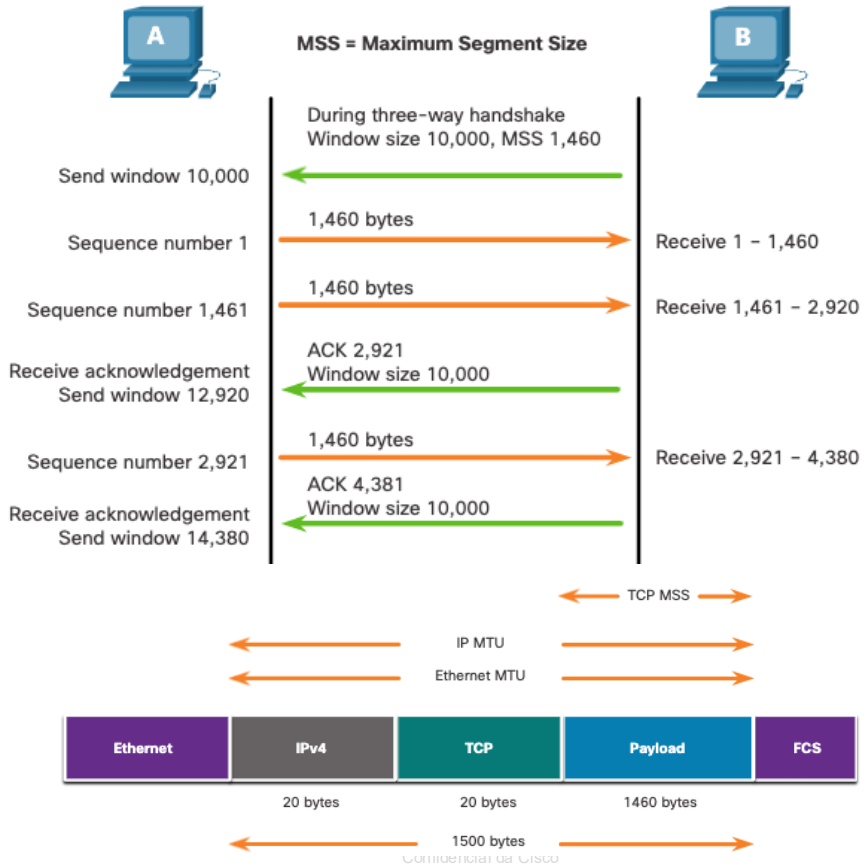 A
MSS = Maximum Segment Size
B
During three-way handshake
Window size 10,000, MSS 1,460
Send window 10,000
1,460 bytes
Sequence number 1
Receive 1 – 1,460
1,460 bytes
Sequence number 1,461
Receive 1,461 – 2,920
ACK 2,921
Window size 10,000
Receive acknowledgement
Send window 12,920
1,460 bytes
Sequence number 2,921
Receive 2,921 – 4,380
ACK 4,381
Window size 10,000
Receive acknowledgement
Send window 14,380
TCP MSS
IP MTU
Ethernet MTU
Ethernet
IPv4
TCP
Payload
FCS
20 bytes
20 bytes
1460 bytes
1500 bytes
Confidencial da Cisco